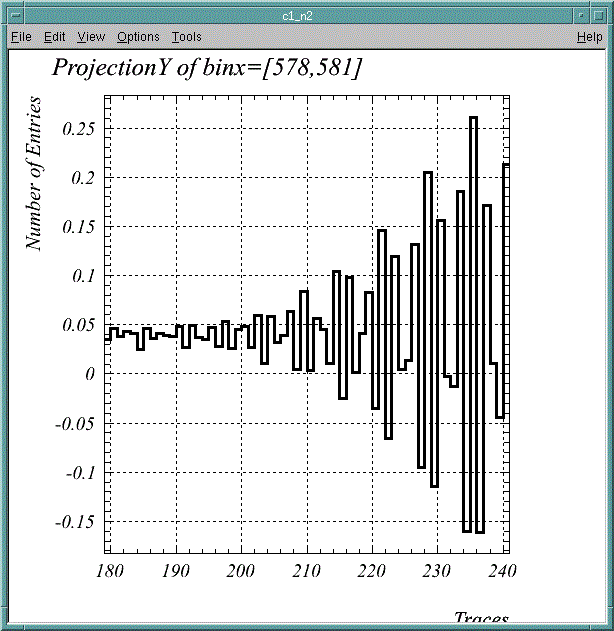 c1_n2
File Edit View Options Tools Help
ProjectionY of binx=[578,581]
Number of Entries
0.25
0.2
0.15
0.1
0.05
0
-0.05
-0.1
-0.15
180 190 200 210 220 230 240
Traces